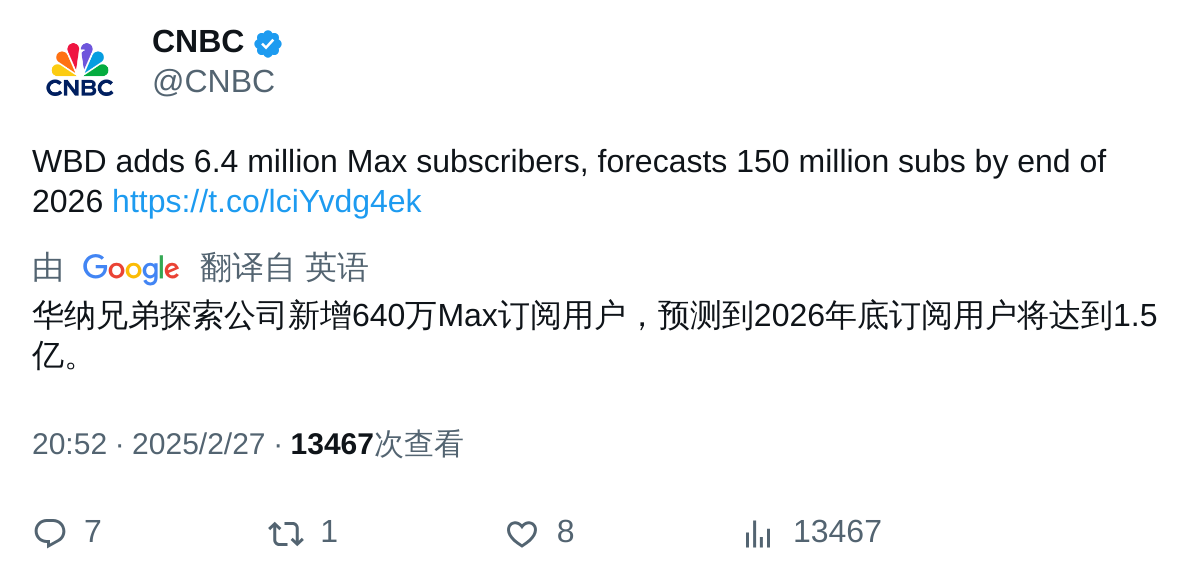 CNBC
CNBC
@CNBC
WBD adds 6.4 million Max subscribers, forecasts 150 million subs by end of
2026 https://t.co/lciYvdg4ek
由 Google 翻译自 英语
华纳兄弟探索公司新增640万Max订阅用户，预测到2026年底订阅用户将达到1.5
亿。
20:52 · 2025/2/27 · 13467次查看
7 1 8 13467